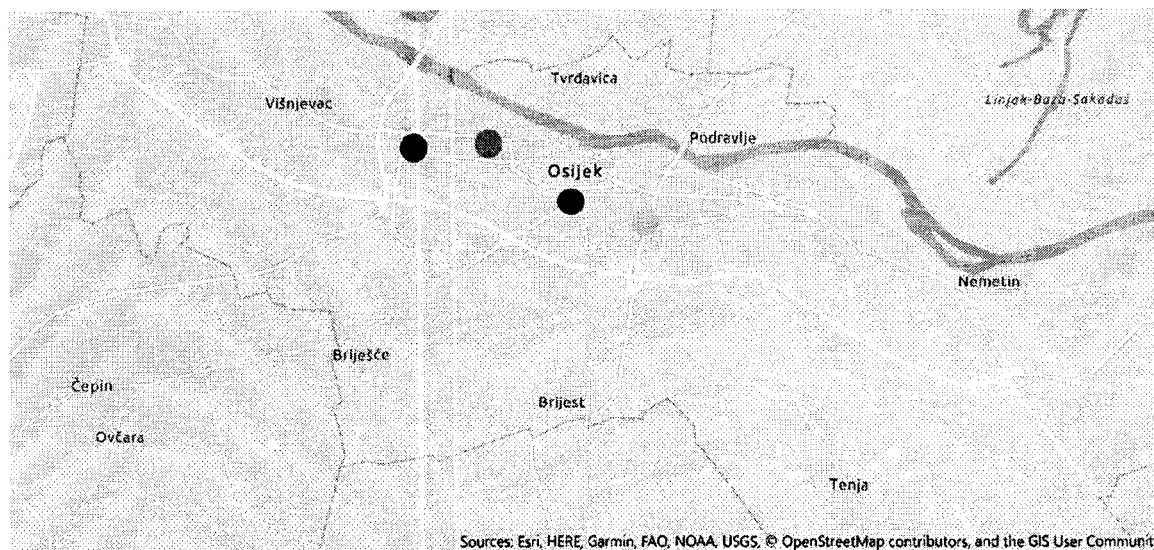 Tvrđavica
Višnjevac
Linjak-Bara-Sakadaš
Podravlje
Osijek
Nemetin
Briješče
Čepin
Brijest
Ovčara
Tenja
Sources: Esri, HERE, Garmin, FAO, NOAA, USGS, © OpenStreetMap contributors, and the GIS User Communit